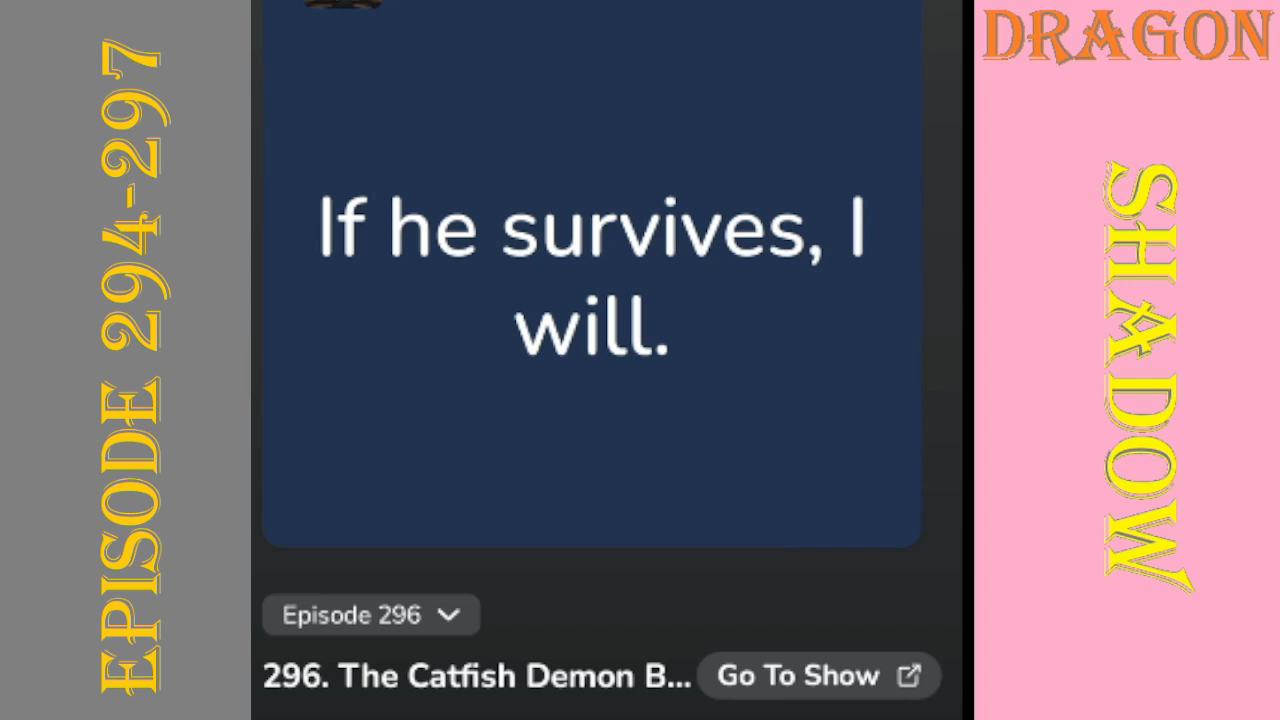 EPISODE 294-297
If he survives, I
will.
Episode 296
296. The Catfish Demon B...
Go To Show
DRAGON
SHADOW